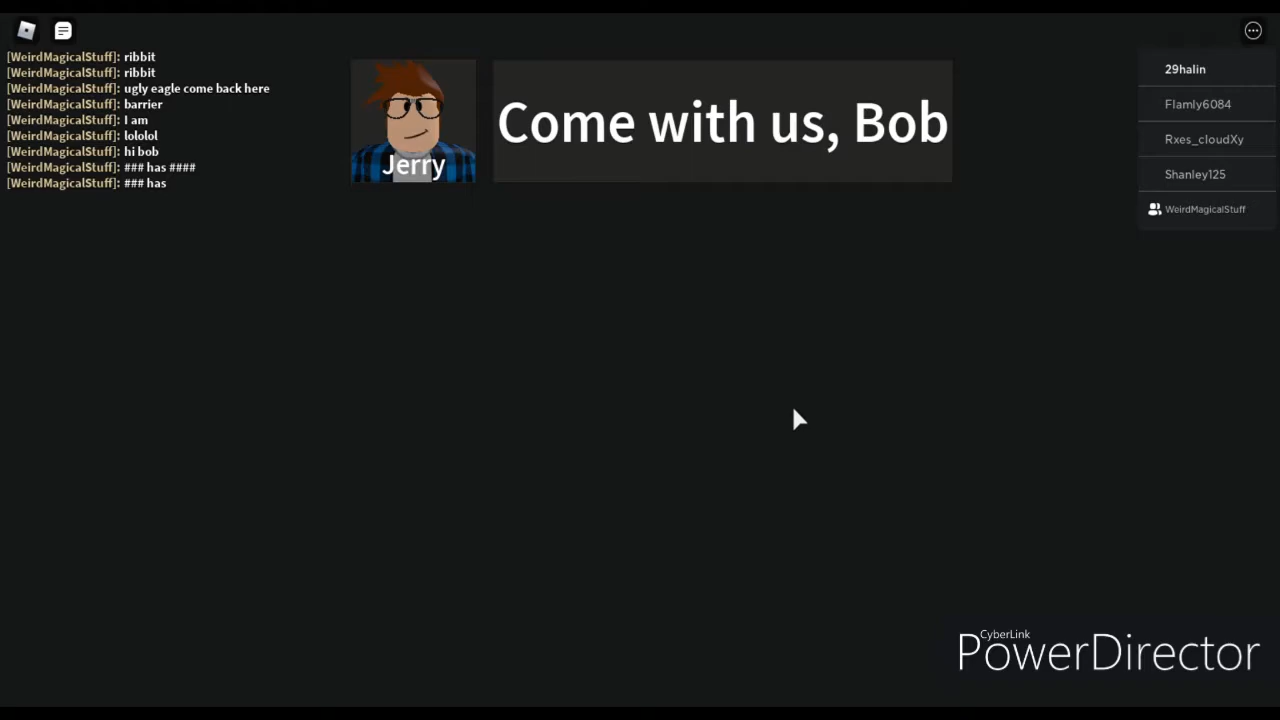 [WeirdMagicalStuff]: ribbit
[WeirdMagicalStuff]: ribbit
[WeirdMagicalStuff]: ugly eagle come back here
[WeirdMagicalStuff]: barrier
[WeirdMagicalStuff]: I am
[WeirdMagicalStuff]: lololol
[WeirdMagicalStuff]: hi bob
[WeirdMagicalStuff]: ### has ####
[WeirdMagicalStuff]: ### has
Jerry
Come with us, Bob
29halin
Flamly6084
Rxes_cloudXy
Shanley125
WeirdMagicalStuff
CyberLink
PowerDirector